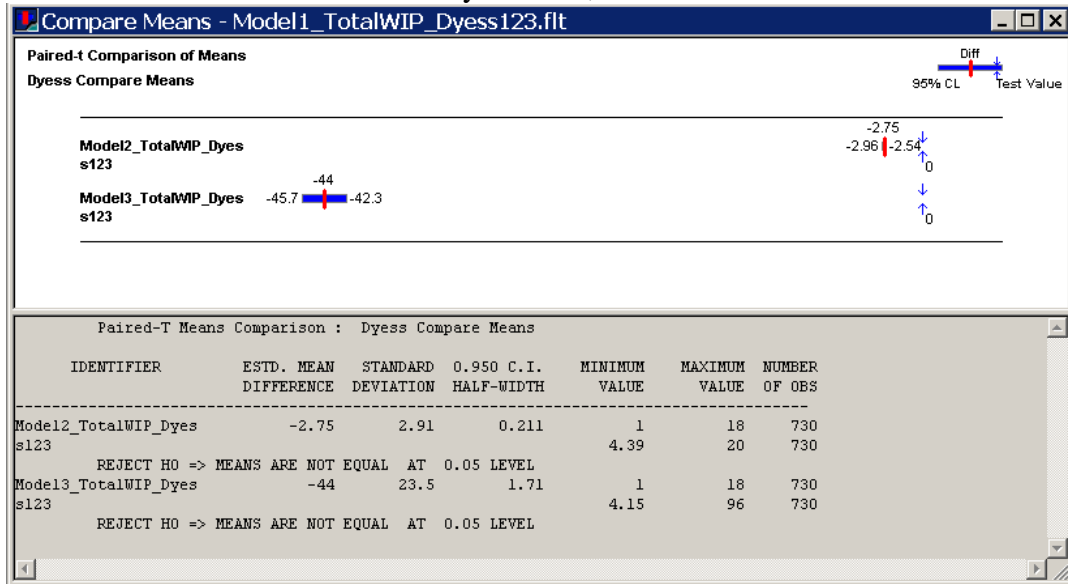 Compare Means - Model1_TotalWIP_Dyess123.flt
Paired-t Comparison of Means
Dyess Compare Means
Diff
95% CL Test Value
Model2_TotalWIP_Dyes
s123
-2.75
-2.96 -2.54
0
Model3_TotalWIP_Dyes
s123
-44
-45.7 -42.3
0
Paired-T Means Comparison : Dyess Compare Means
IDENTIFIER ESTD. MEAN STANDARD 0.950 C.I. MINIMUM MAXIMUM NUMBER
DIFFERENCE DEVIATION HALF-WIDTH VALUE VALUE OF OBS
Model2_TotalWIP_Dyes -2.75 2.91 0.211 1 18 730
s123 4.39 20 730
REJECT HO => MEANS ARE NOT EQUAL AT 0.05 LEVEL
Model3_TotalWIP_Dyes -44 23.5 1.71 1 18 730
s123 4.15 96 730
REJECT HO => MEANS ARE NOT EQUAL AT 0.05 LEVEL